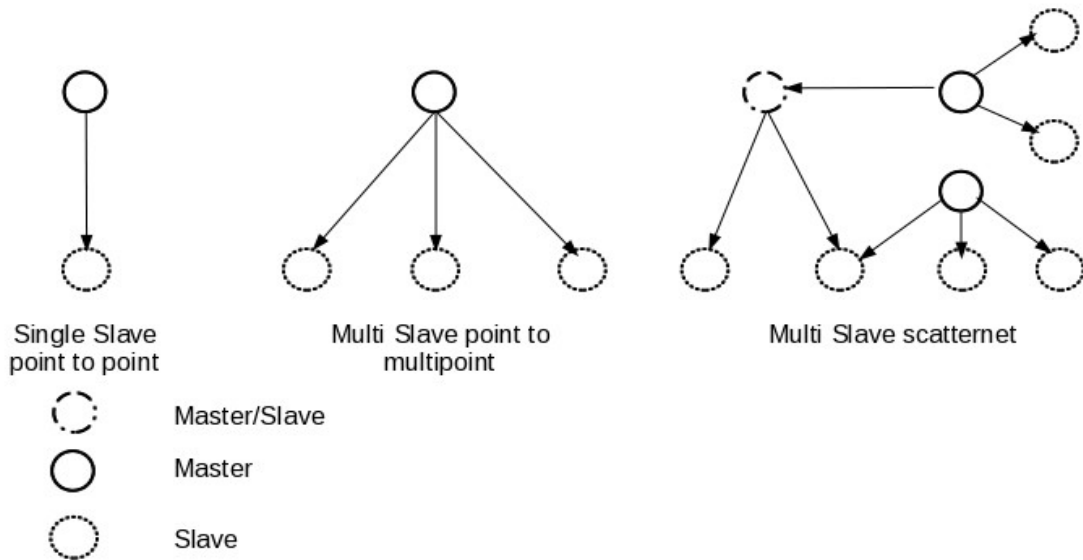 Single Slave
point to point
Multi Slave point to
multipoint
Multi Slave scatternet
Master/Slave
Master
Slave